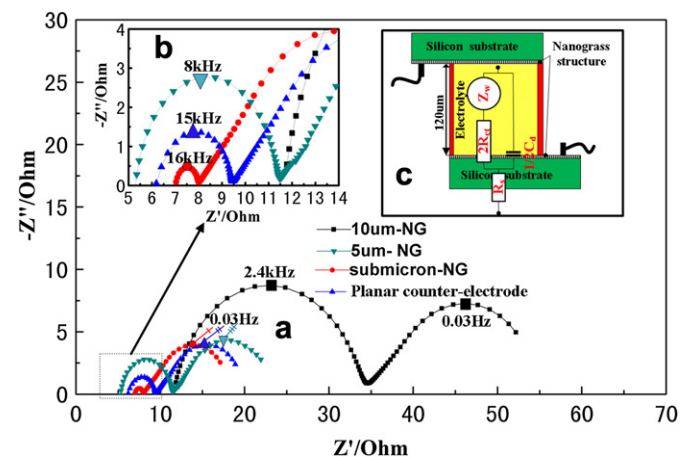 30
25
20
15
10
5
0
-Z''/Ohm
0
10
20
30
40
50
60
70
Z'/Ohm
a
2.4kHz
0.03Hz
0.03Hz
10um-NG
5um- NG
submicron-NG
Planar counter-electrode
b
4
3
2
1
0
-Z''/Ohm
5 6 7 8 9 10 11 12 13 14
Z'/Ohm
8kHz
15kHz
16kHz
c
Silicon substrate
Nanograss
structure
120um
Electrolyte
Zw
2Rct
1/2Cd
Rs
Silicon substrate